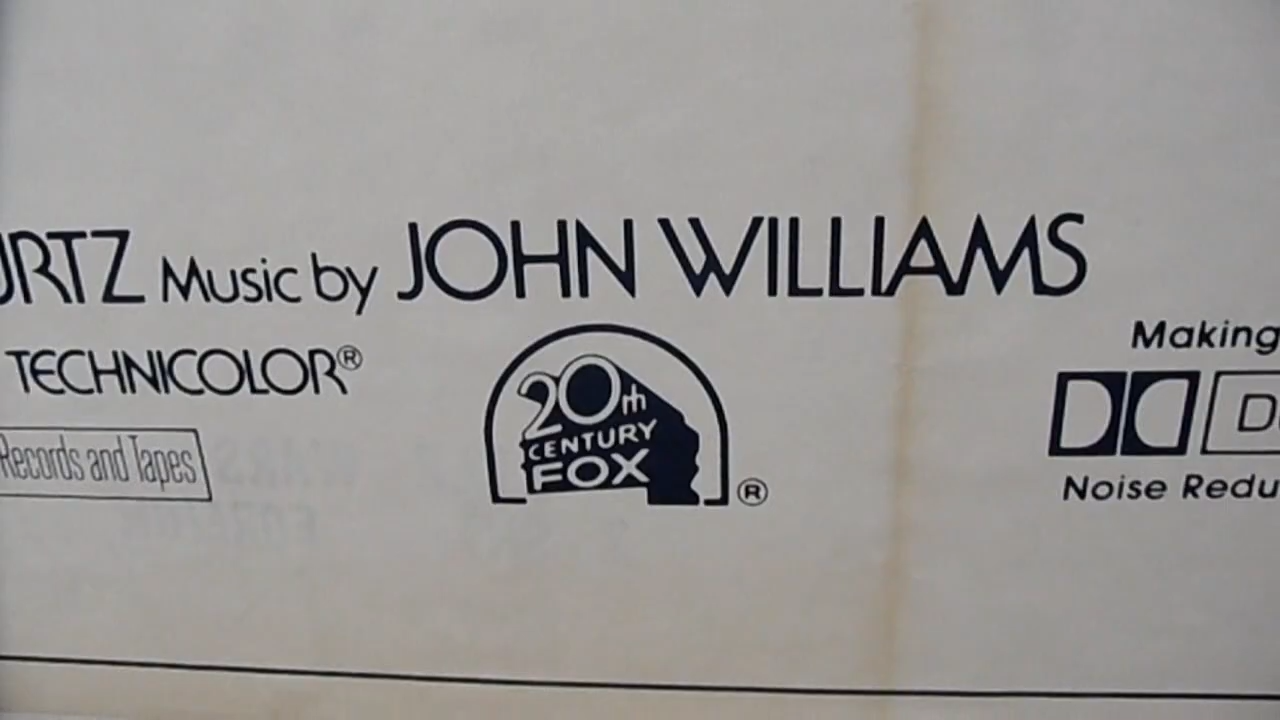 URTZ Music by JOHN WILLIAMS
TECHNICOLOR®
Records and Tapes
20th
CENTURY
FOX
®
Making
Noise Redu